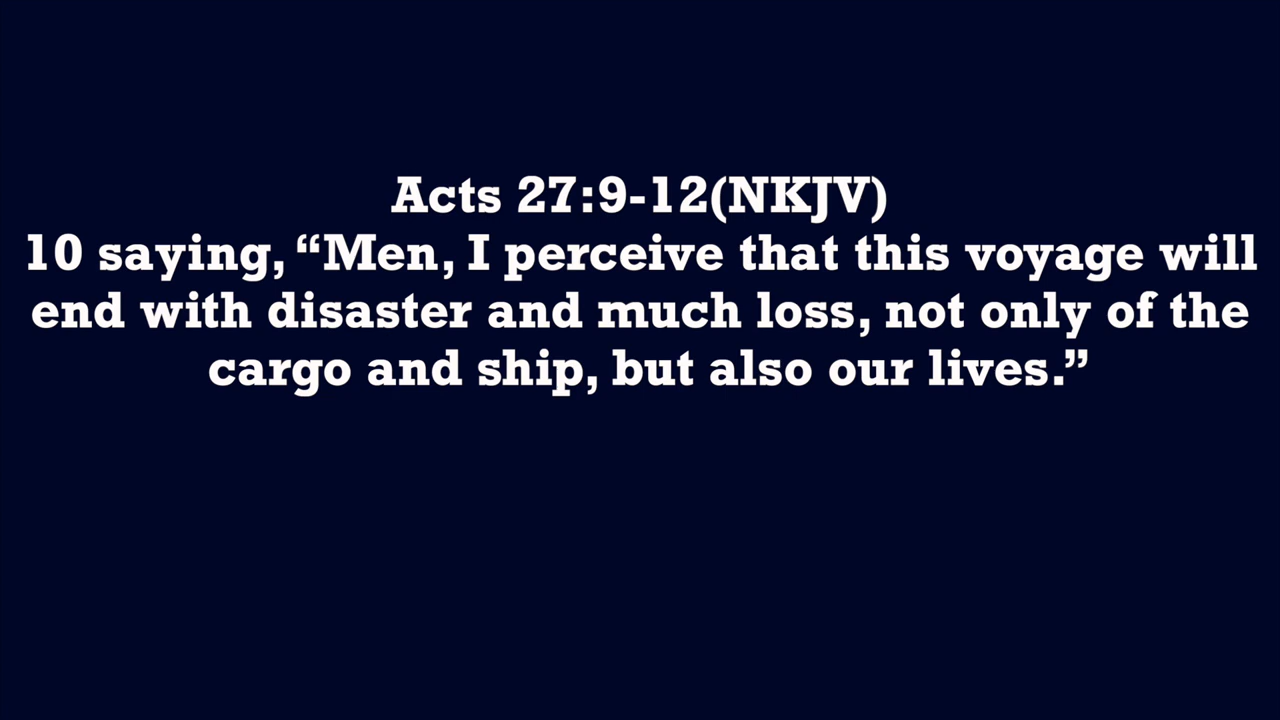 Acts 27:9-12(NKJV)
10 saying, “Men, I perceive that this voyage will
end with disaster and much loss, not only of the
cargo and ship, but also our lives.”